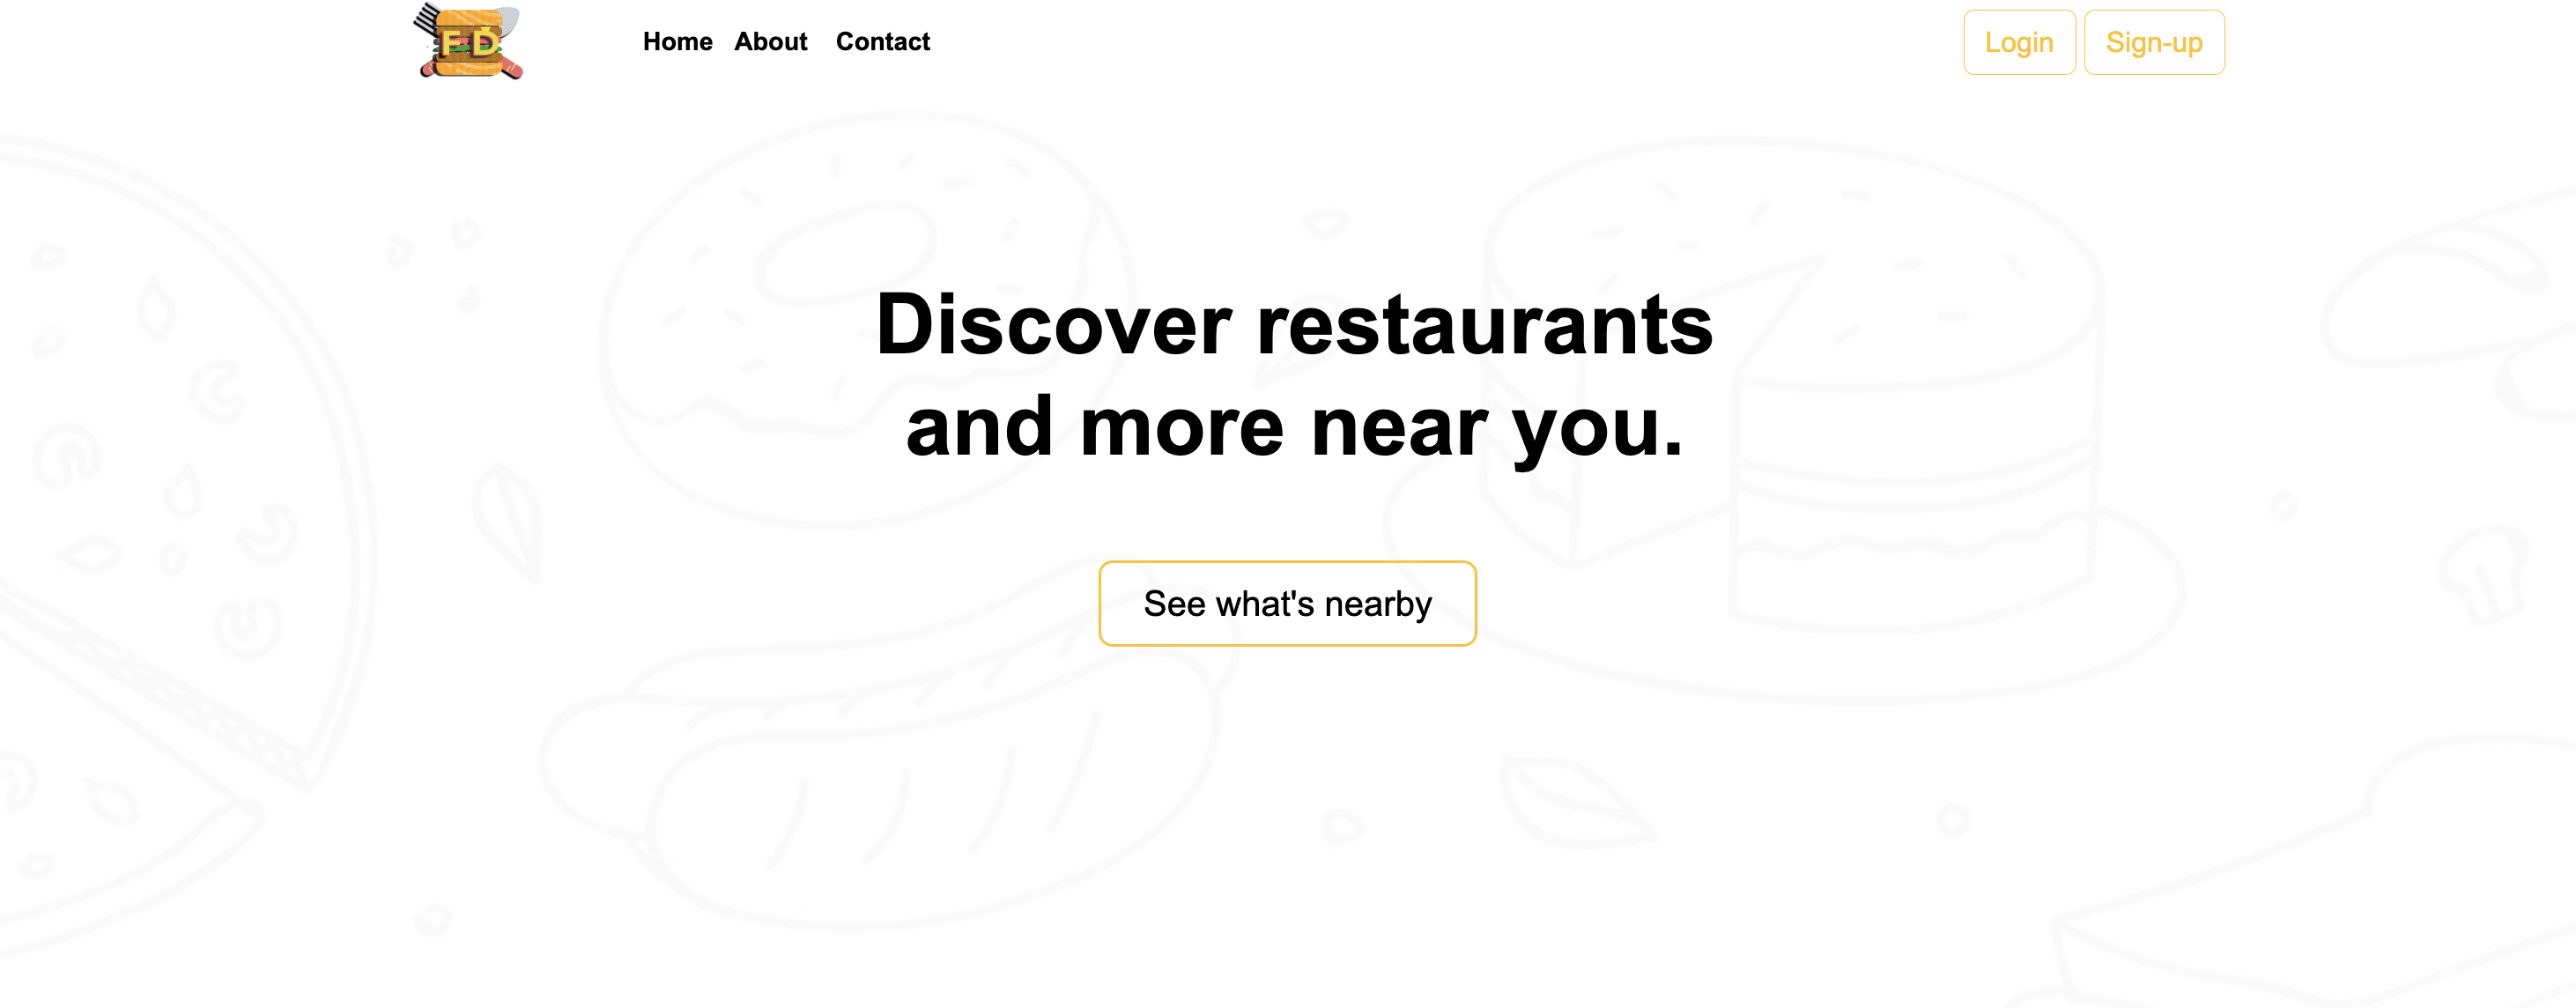 FD
Home About Contact
Login Sign-up
Discover restaurants
and more near you.
See what's nearby